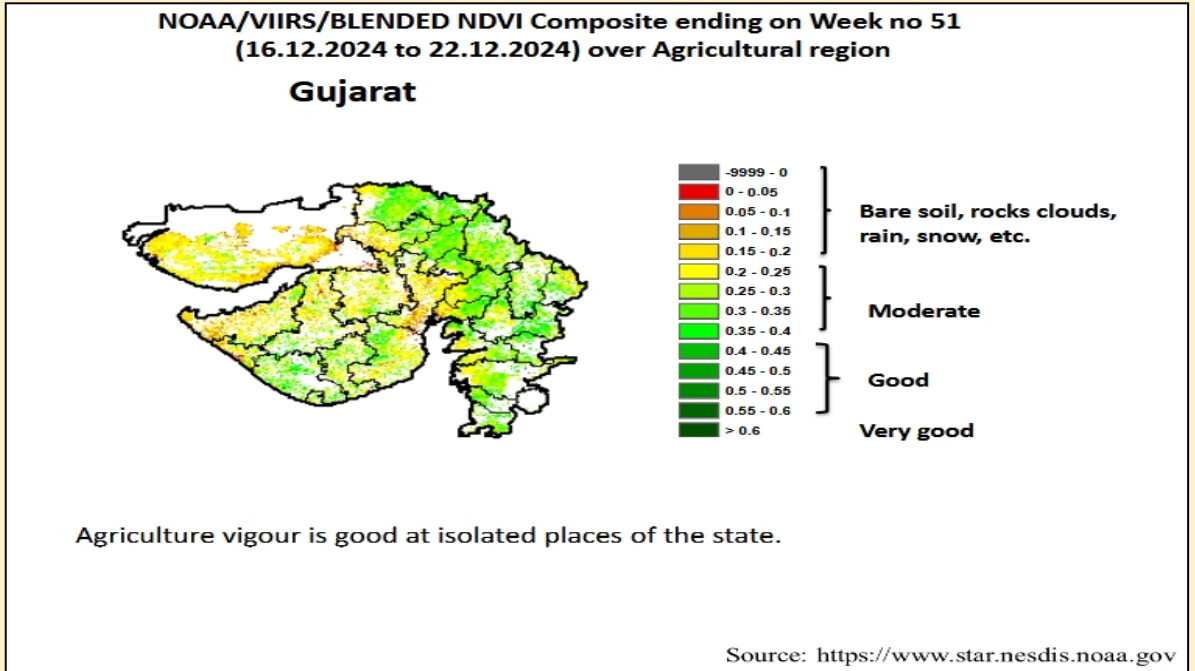 NOAA/VIIRS/BLENDED NDVI Composite ending on Week no 51
(16.12.2024 to 22.12.2024) over Agricultural region
Gujarat
-9999 - 0
0 - 0.05
0.05 - 0.1
0.1 - 0.15
0.15 - 0.2
0.2 - 0.25
0.25 - 0.3
0.3 - 0.35
0.35 - 0.4
0.4 - 0.45
0.45 - 0.5
0.5 - 0.55
0.55 - 0.6
> 0.6
Bare soil, rocks clouds,
rain, snow, etc.
Moderate
Good
Very good
Agriculture vigour is good at isolated places of the state.
Source: https://www.star.nesdis.noaa.gov